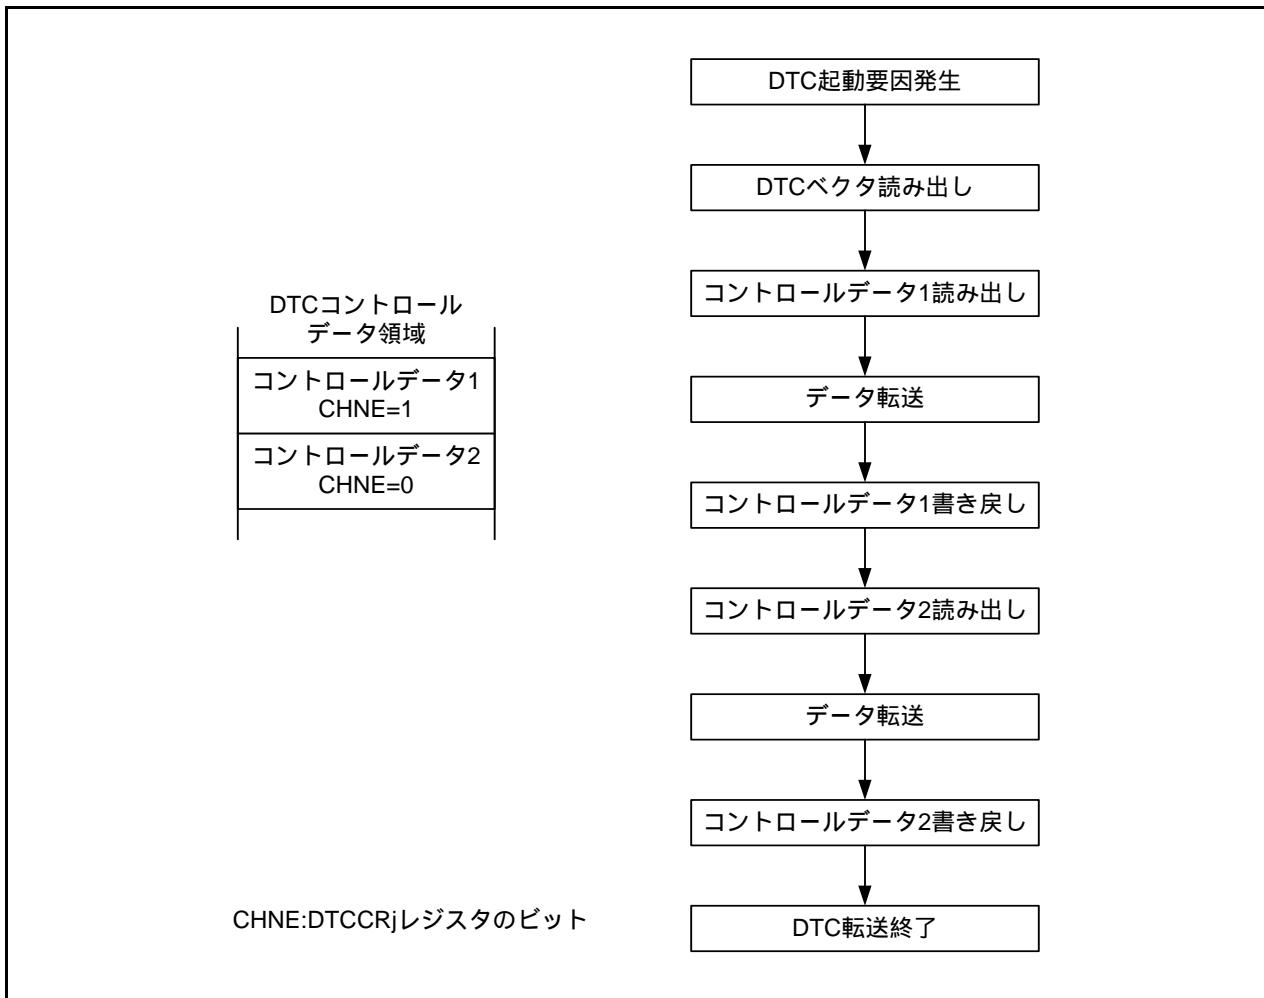 DTCコントロール
データ領域
コントロールデータ1
CHNE=1
コントロールデータ2
CHNE=0
CHNE:DTCCRjレジスタのビット
DTC起動要因発生
DTCベクタ読み出し
コントロールデータ1読み出し
データ転送
コントロールデータ1書き戻し
コントロールデータ2読み出し
データ転送
コントロールデータ2書き戻し
DTC転送終了